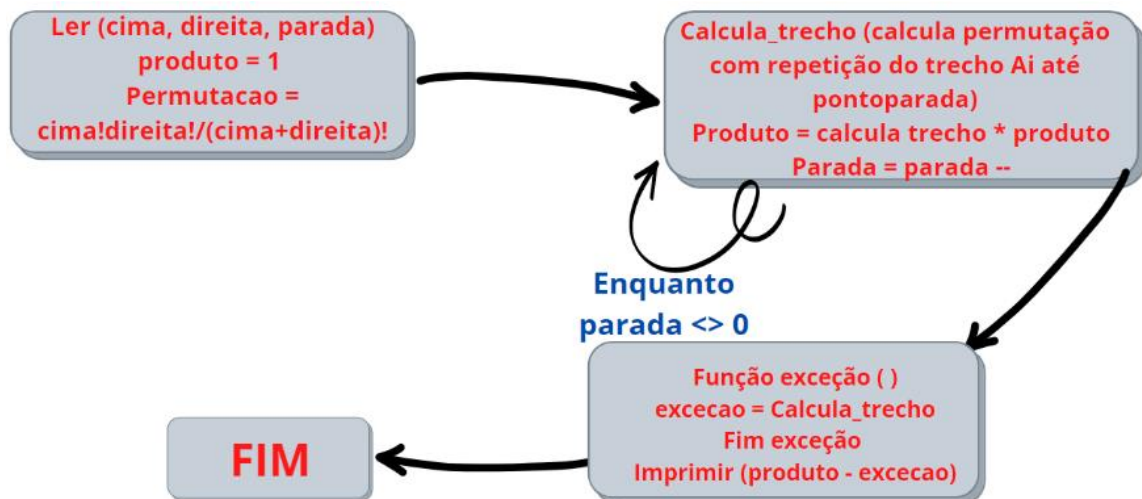 Ler (cima, direita, parada)
produto = 1
Permutacao =
cima!direita!/(cima+direita)!
Calcula_trecho (calcula permutação
com repetição do trecho Ai até
pontoparada)
Produto = calcula trecho * produto
Parada = parada --
Enquanto
parada <> 0
Função exceção ( )
excecao = Calcula_trecho
Fim exceção
Imprimir (produto - excecao)
FIM